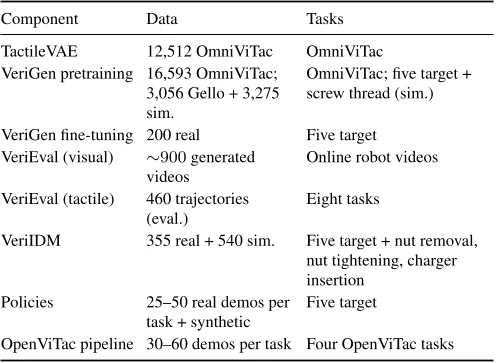 Component Data Tasks
TactileVAE 12,512 OmniViTac OmniViTac
VeriGen pretraining 16,593 OmniViTac; OmniViTac; five target +
3,056 Gello + 3,275 screw thread (sim.)
sim.
VeriGen fine-tuning 200 real Five target
VeriEval (visual) ∼900 generated Online robot videos
videos
VeriEval (tactile) 460 trajectories Eight tasks
(eval.)
VeriIDM 355 real + 540 sim. Five target + nut removal,
nut tightening, charger
insertion
Policies 25–50 real demos per Five target
task + synthetic
OpenViTac pipeline 30–60 demos per task Four OpenViTac tasks